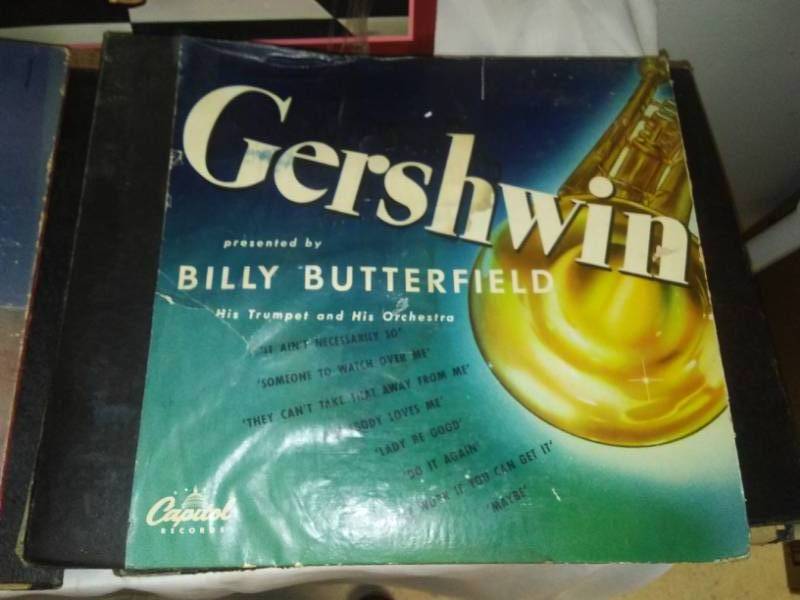 Gershwin
presented by
BILLY BUTTERFIELD
His Trumpet and His Orchestra
"IT AIN'T NECESSARILY SO"
"SOMEONE TO WATCH OVER ME"
"THEY CAN'T TAKE THAT AWAY FROM ME"
LOVES ME"
"LADY BE GOOD"
"DO IT AGAIN"
WORK IF YOU CAN GET IT"
"MAYBE"
Capitol
RECORDS